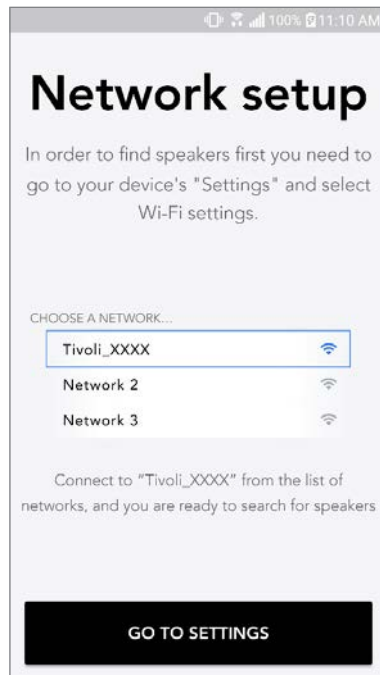 100% 11:10 AM
Network setup
In order to find speakers first you need to
go to your device's "Settings" and select
Wi-Fi settings.
CHOOSE A NETWORK...
Tivoli_XXXX
Network 2
Network 3
Connect to "Tivoli_XXXX" from the list of
networks, and you are ready to search for speakers
GO TO SETTINGS